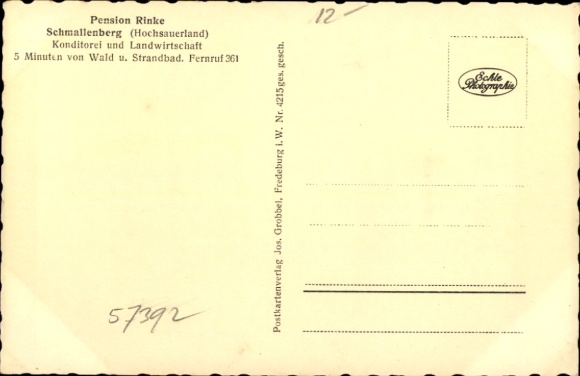 Pension Rinke
Schmallenberg (Hochsauerland)
Konditorei und Landwirtschaft
5 Minuten von Wald u. Strandbad. Fernruf 361
12-
Echte
Photographie
Postkartenverlag Jos. Grobbel, Fredeburg i. W. Nr. 4215 ges. gesch.
57392